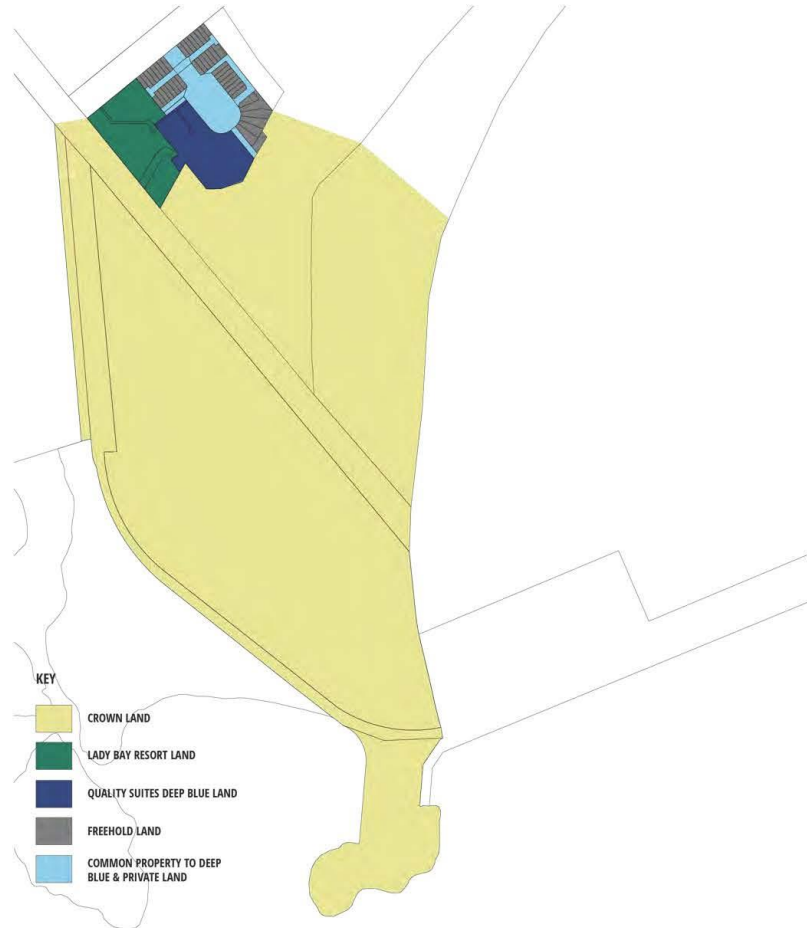 KEY
CROWN LAND
LADY BAY RESORT LAND
QUALITY SUITES DEEP BLUE LAND
FREEHOLD LAND
COMMON PROPERTY TO DEEP
BLUE & PRIVATE LAND